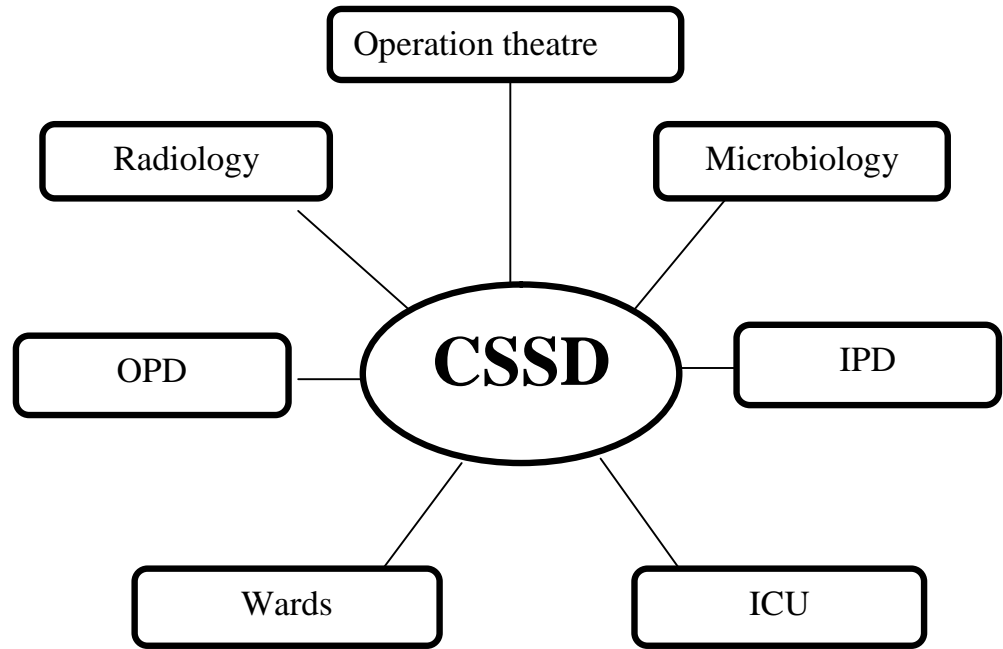 Operation theatre
Radiology
Microbiology
CSSD
OPD
IPD
Wards
ICU